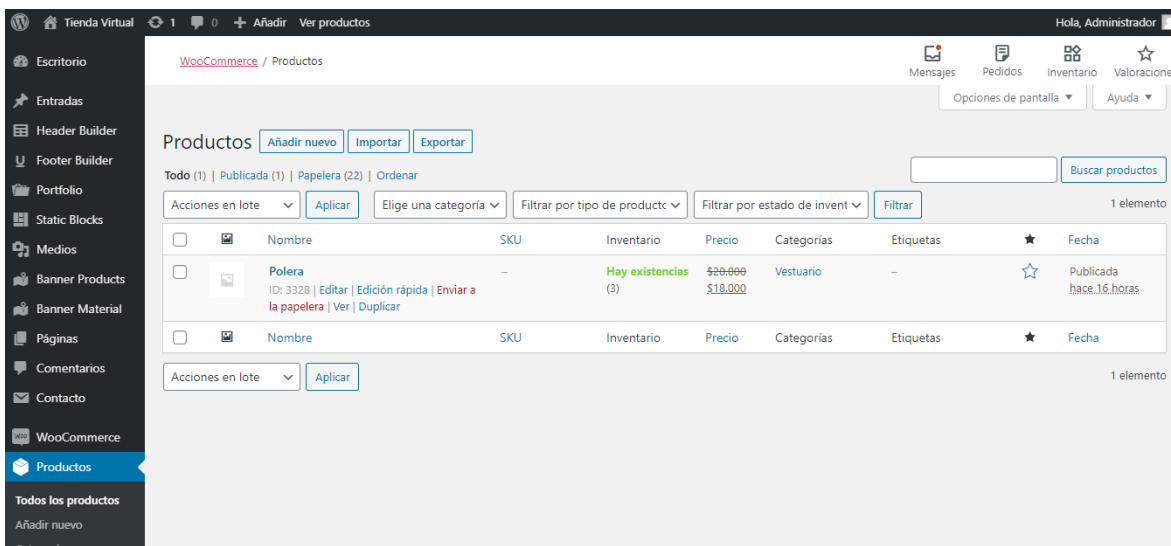 Tienda Virtual 1 0 + Añadir Ver productos Hola, Administrador
Escritorio
Entradas
Header Builder
Footer Builder
Portfolio
Static Blocks
Medios
Banner Products
Banner Material
Páginas
Comentarios
Contacto
WooCommerce
Productos
Todos los productos
Añadir nuevo
WooCommerce / Productos
Mensajes Pedidos Inventario Valoracione
Opciones de pantalla ▼ Ayuda ▼
Productos Añadir nuevo Importar Exportar
Todo (1) | Publicada (1) | Papelera (22) | Ordenar
Buscar productos
Acciones en lote Aplicar Elige una categoría Filtrar por tipo de producto Filtrar por estado de invent Filtrar 1 elemento
Nombre SKU Inventario Precio Categorías Etiquetas ★ Fecha
Polera – Hay existencias $20.000 Vestuario – ☆ Publicada
ID: 3328 | Editar | Edición rápida | Enviar a (3) $18.000 hace 16 horas
la papelera | Ver | Duplicar
Nombre SKU Inventario Precio Categorías Etiquetas ★ Fecha
Acciones en lote Aplicar 1 elemento